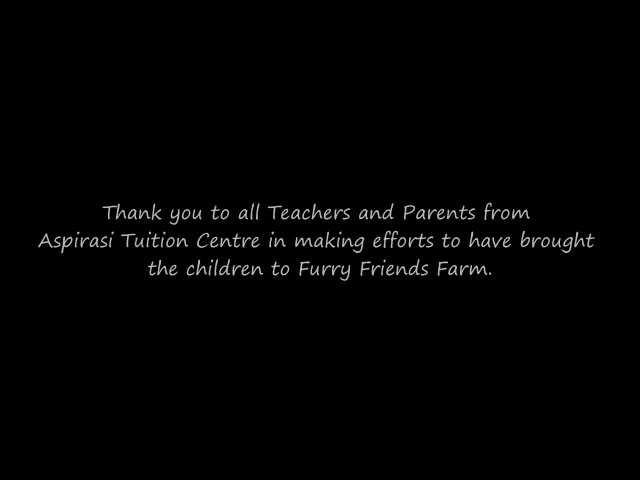 Thank you to all Teachers and Parents from
Aspirasi Tuition Centre in making efforts to have brought
the children to Furry Friends Farm.